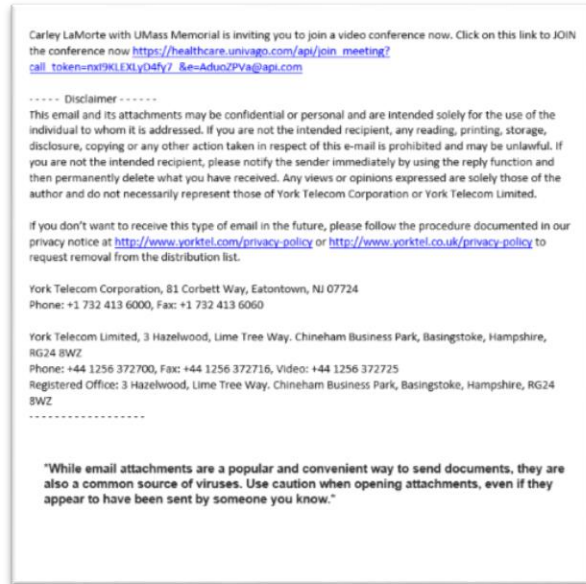 Carley LaMorte with UMass Memorial is inviting you to join a video conference now. Click on this link to JOIN
the conference now https://healthcare.univago.com/api/join_meeting?
call_token=nxI9KLEXLyD4fy7_&e=AduoZPVa@api.com
----- Disclaimer ------
This email and its attachments may be confidential or personal and are intended solely for the use of the
individual to whom it is addressed. If you are not the intended recipient, any reading, printing, storage,
disclosure, copying or any other action taken in respect of this e-mail is prohibited and may be unlawful. If
you are not the intended recipient, please notify the sender immediately by using the reply function and
then permanently delete what you have received. Any views or opinions expressed are solely those of the
author and do not necessarily represent those of York Telecom Corporation or York Telecom Limited.
If you don't want to receive this type of email in the future, please follow the procedure documented in our
privacy notice at http://www.yorktel.com/privacy-policy or http://www.yorktel.co.uk/privacy-policy to
request removal from the distribution list.
York Telecom Corporation, 81 Corbett Way, Eatontown, NJ 07724
Phone: +1 732 413 6000, Fax: +1 732 413 6060
York Telecom Limited, 3 Hazelwood, Lime Tree Way. Chineham Business Park, Basingstoke, Hampshire,
RG24 8WZ
Phone: +44 1256 372700, Fax: +44 1256 372716, Video: +44 1256 372725
Registered Office: 3 Hazelwood, Lime Tree Way. Chineham Business Park, Basingstoke, Hampshire, RG24
8WZ
------------------
"While email attachments are a popular and convenient way to send documents, they are
also a common source of viruses. Use caution when opening attachments, even if they
appear to have been sent by someone you know."